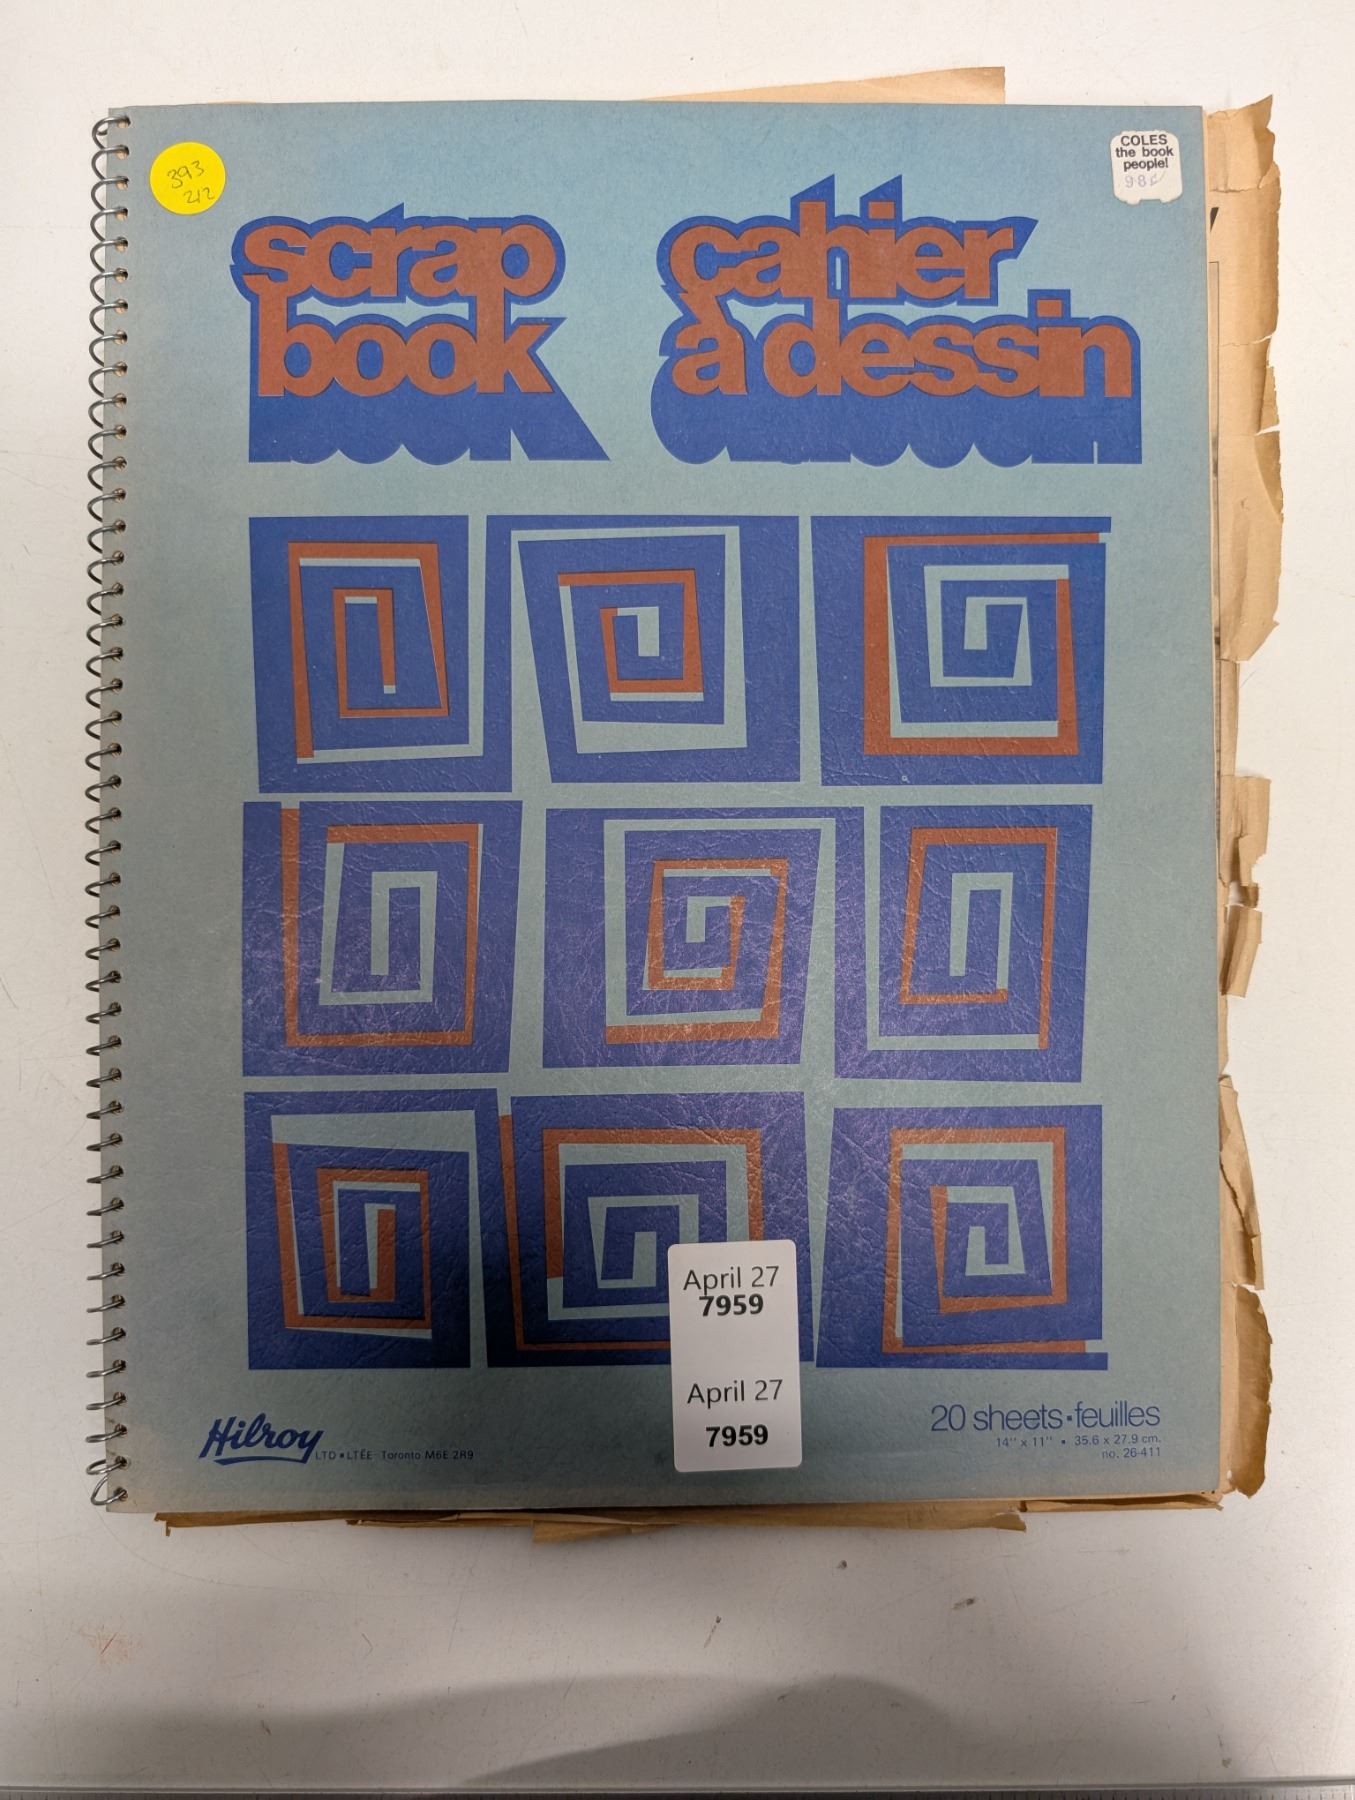 393
212
COLES
the book
people!
98¢
scrap
book
cahier
à dessin
April 27
7959
April 27
7959
Hilroy
LTD • LTÉE Toronto M6E 2R9
20 sheets•feuilles
14" x 11" • 35.6 x 27.9 cm.
no. 26-411